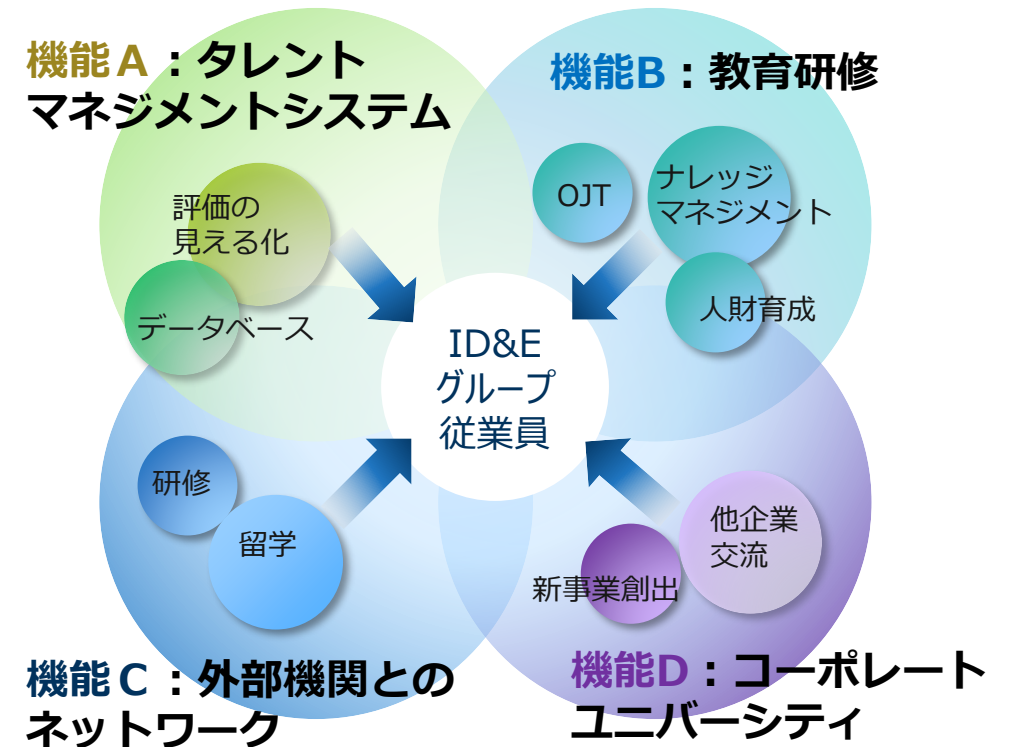 機能A：タレント
マネジメントシステム
評価の
見える化
データベース
機能B：教育研修
OJT
ナレッジ
マネジメント
人財育成
ID&E
グループ
従業員
研修
留学
機能C：外部機関との
ネットワーク
他企業
交流
新事業創出
機能D：コーポレート
ユニバーシティ